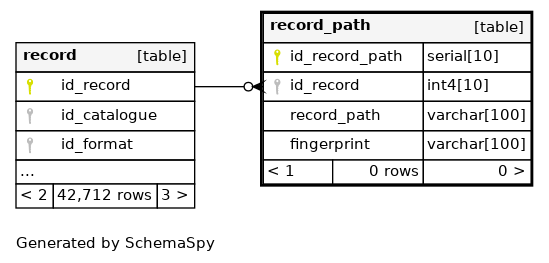 record [table]
id_record
id_catalogue
id_format
...
< 2 42,712 rows 3 >
record_path [table]
id_record_path serial[10]
id_record int4[10]
record_path varchar[100]
fingerprint varchar[100]
< 1 0 rows 0 >
Generated by SchemaSpy